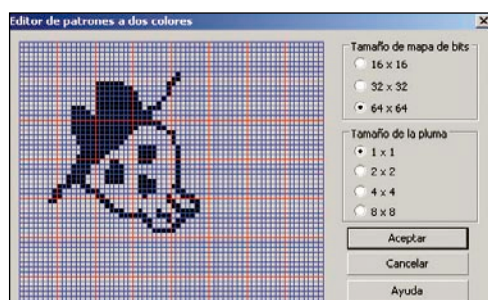 Editor de patrones a dos colores
Tamaño de mapa de bits
16 x 16
32 x 32
64 x 64
Tamaño de la pluma
1 x 1
2 x 2
4 x 4
8 x 8
Aceptar
Cancelar
Ayuda